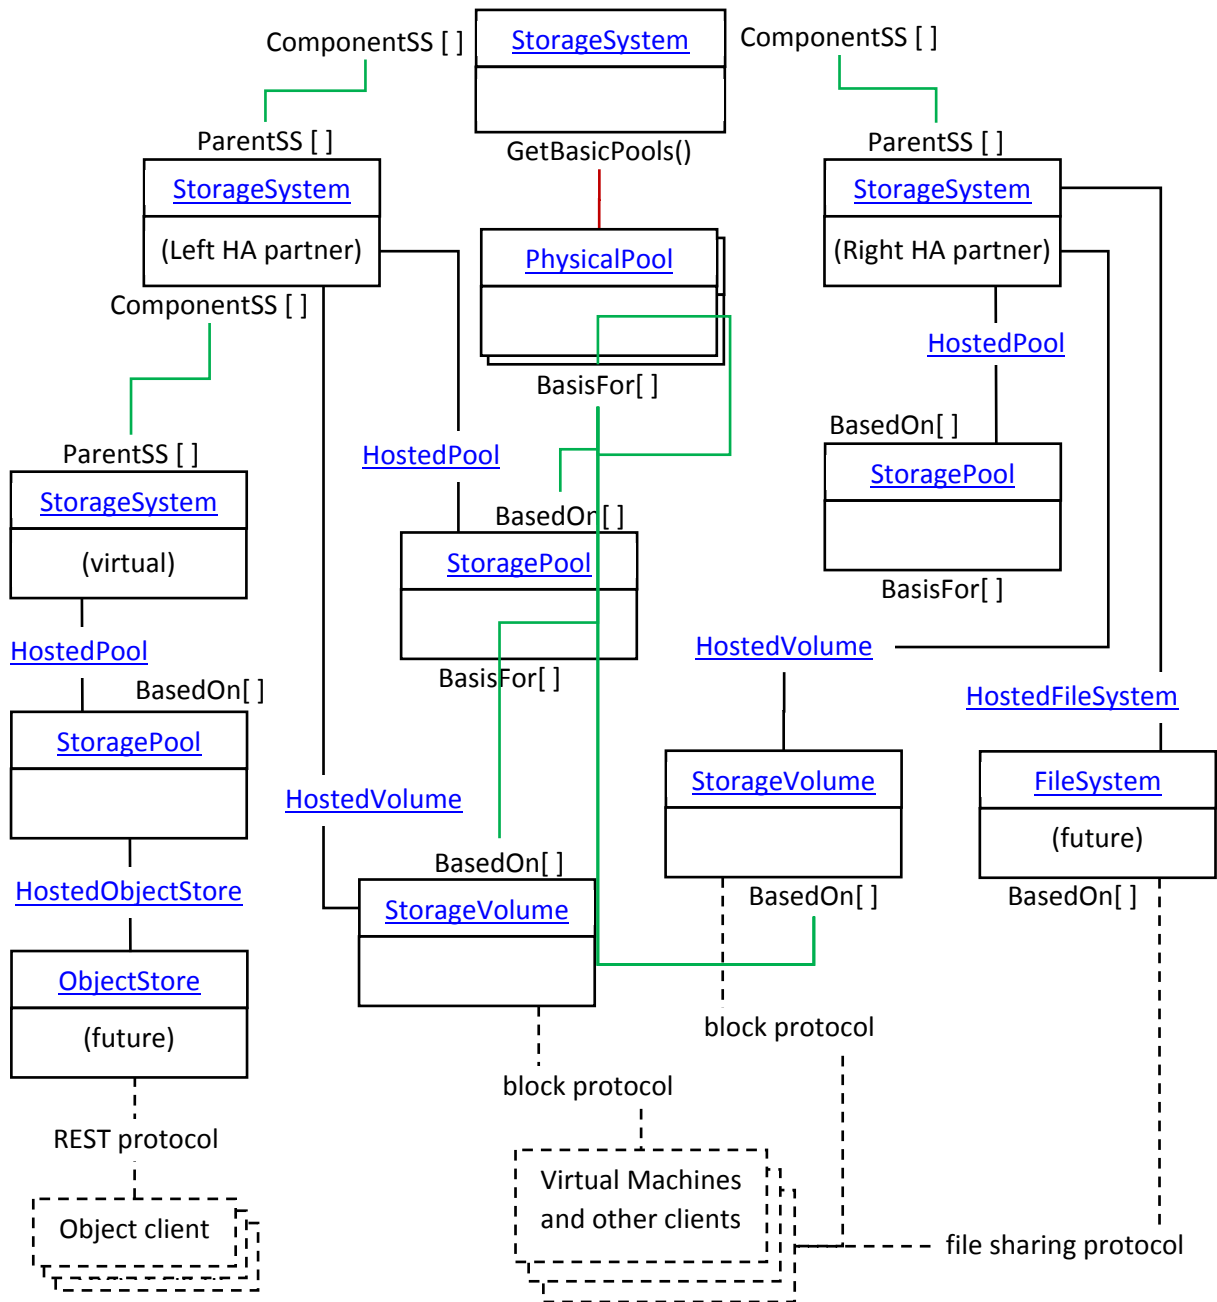 ComponentSS [ ]
StorageSystem
ComponentSS [ ]
ParentSS [ ]
GetBasicPools()
ParentSS [ ]
StorageSystem
(Left HA partner)
PhysicalPool
StorageSystem
(Right HA partner)
ComponentSS [ ]
HostedPool
BasisFor[ ]
BasedOn[ ]
ParentSS [ ]
HostedPool
StoragePool
StorageSystem
(virtual)
BasedOn[ ]
StoragePool
BasisFor[ ]
HostedPool
BasisFor[ ]
HostedVolume
BasedOn[ ]
HostedFileSystem
StoragePool
HostedVolume
StorageVolume
FileSystem
(future)
BasedOn[ ]
HostedObjectStore
StorageVolume
BasedOn[ ]
BasedOn[ ]
ObjectStore
(future)
block protocol
block protocol
REST protocol
Virtual Machines
and other clients
Object client
file sharing protocol